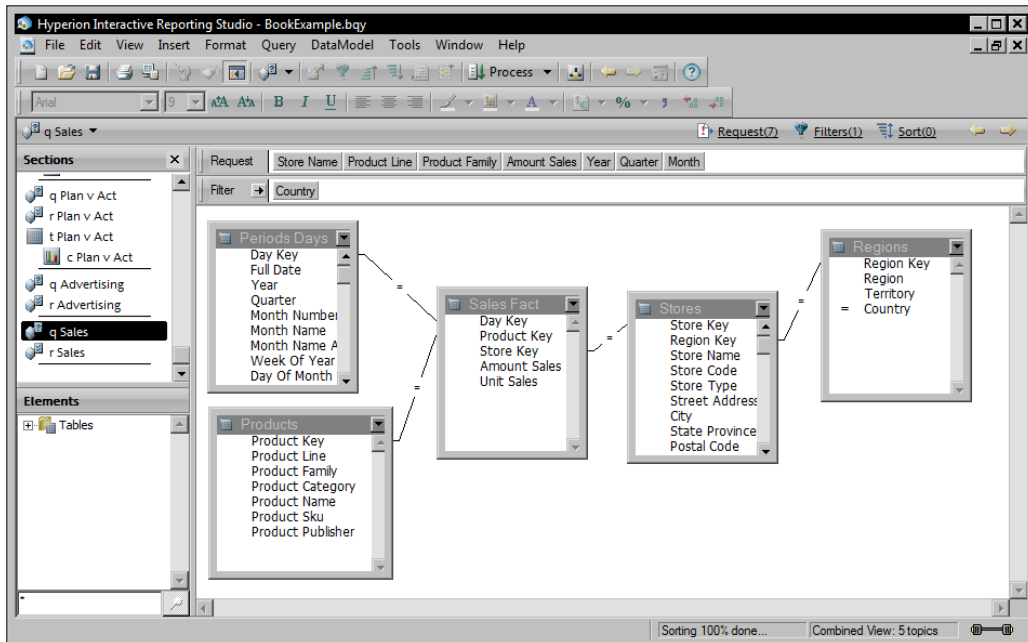 Hyperion Interactive Reporting Studio - BookExample.bqy
File Edit View Insert Format Query DataModel Tools Window Help
Process
Arial 9 B I U
q Sales Request(7) Filters(1) Sort(0)
Sections
q Plan v Act
r Plan v Act
t Plan v Act
c Plan v Act
q Advertising
r Advertising
q Sales
r Sales
Elements
Tables
*
Request Store Name Product Line Product Family Amount Sales Year Quarter Month
Filter Country
Periods Days
Day Key
Full Date
Year
Quarter
Month Number
Month Name
Month Name A
Week Of Year
Day Of Month
=
Products
Product Key
Product Line
Product Family
Product Category
Product Name
Product Sku
Product Publisher
=
Sales Fact
Day Key
Product Key
Store Key
Amount Sales
Unit Sales
=
Stores
Store Key
Region Key
Store Name
Store Code
Store Type
Street Address
City
State Province
Postal Code
=
Regions
Region Key
Region
Territory
= Country
Sorting 100% done... Combined View: 5 topics